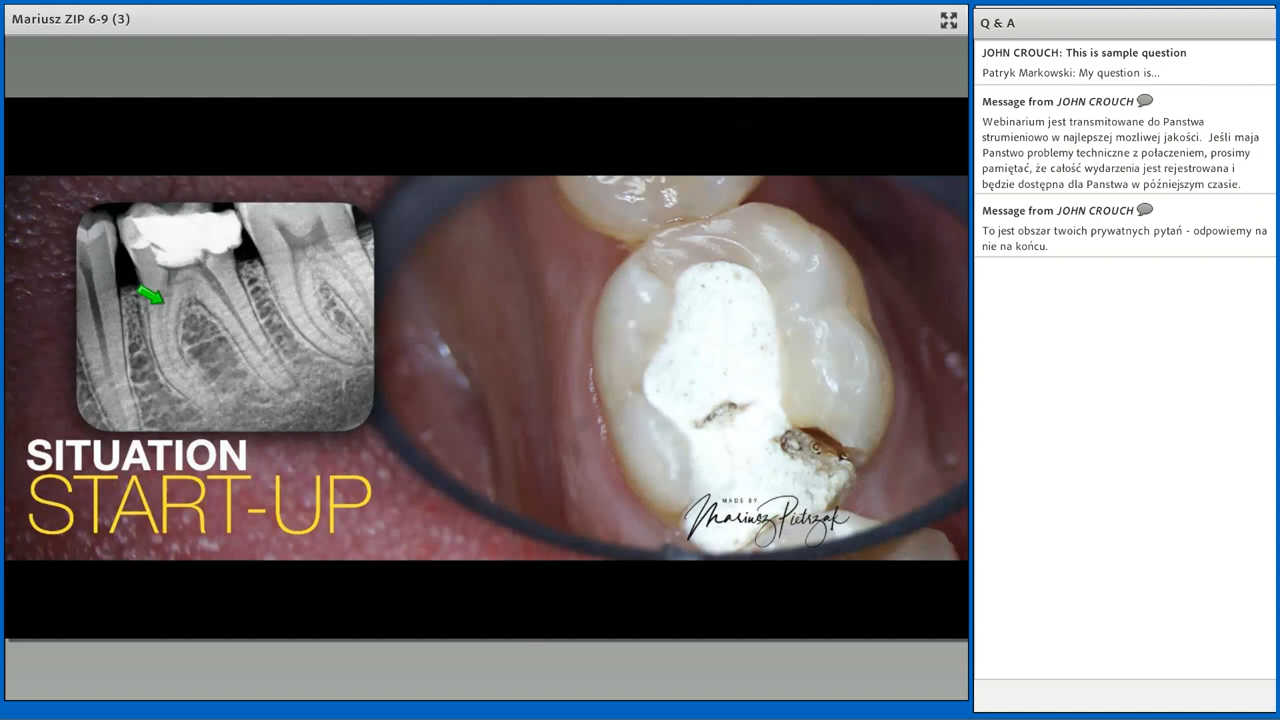 Mariusz ZIP 6-9 (3)
SITUATION
START-UP
MADE BY
Mariusz Pietrzak
Q & A
JOHN CROUCH: This is sample question
Patryk Markowski: My question is...
Message from JOHN CROUCH
Webinarium jest transmitowane do Panstwa
strumieniowo w najlepszej mozliwej jakości.  Jeśli maja
Panstwo problemy techniczne z połaczeniem, prosimy
pamiętać, że całość wydarzenia jest rejestrowana i
będzie dostępna dla Panstwa w późniejszym czasie.
Message from JOHN CROUCH
To jest obszar twoich prywatnych pytań - odpowiemy na
nie na końcu.